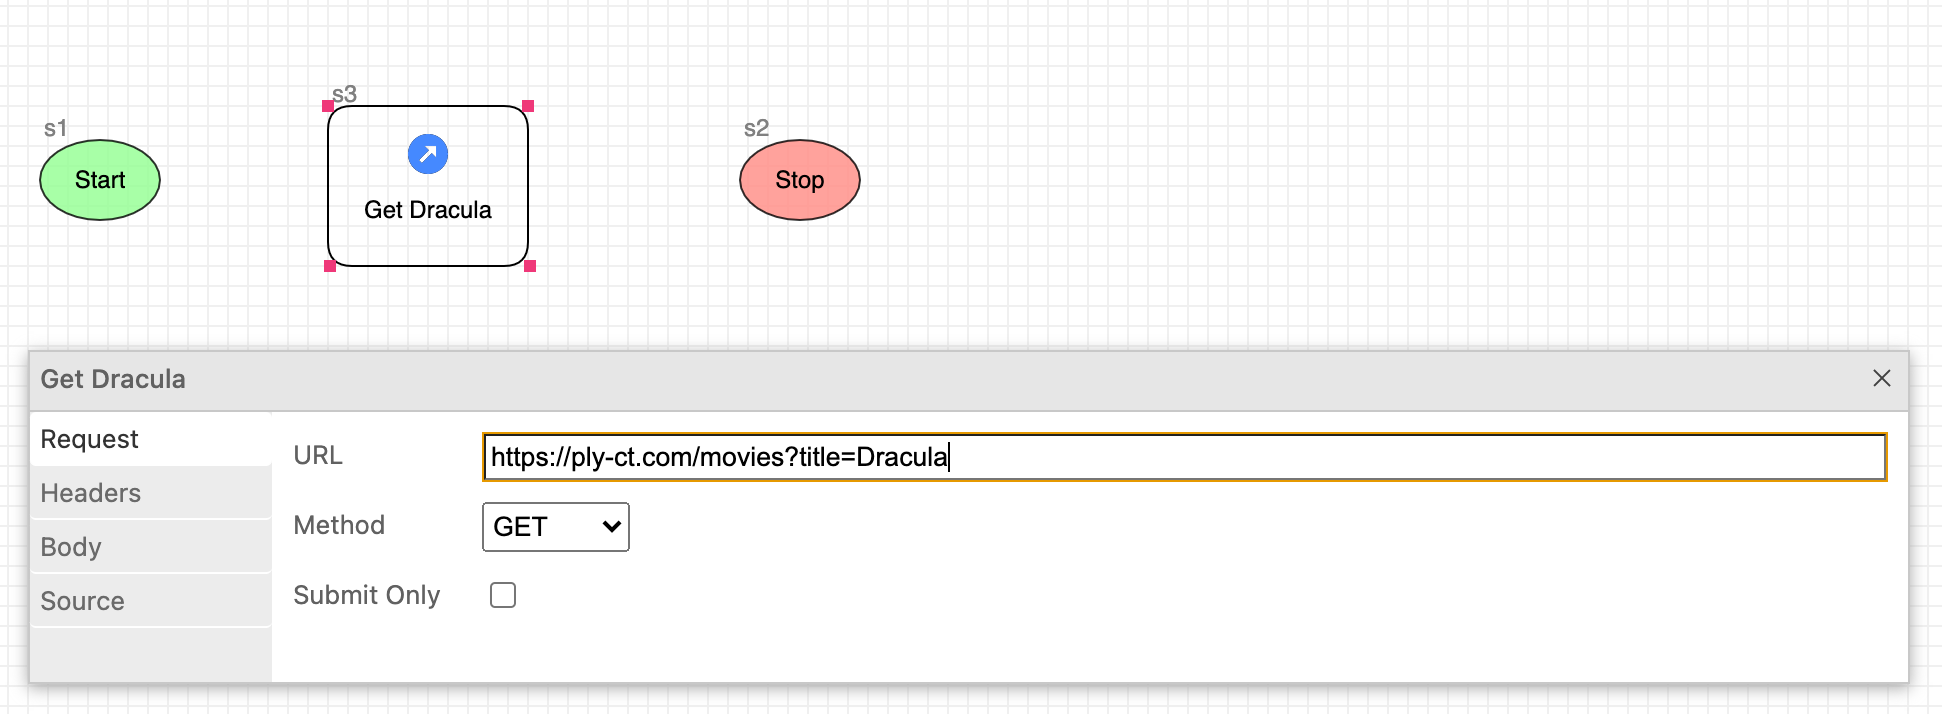 s1
Start
s3
Get Dracula
s2
Stop
Get Dracula
Request
Headers
Body
Source
URL
https://ply-ct.com/movies?title=Dracula
Method
GET
Submit Only